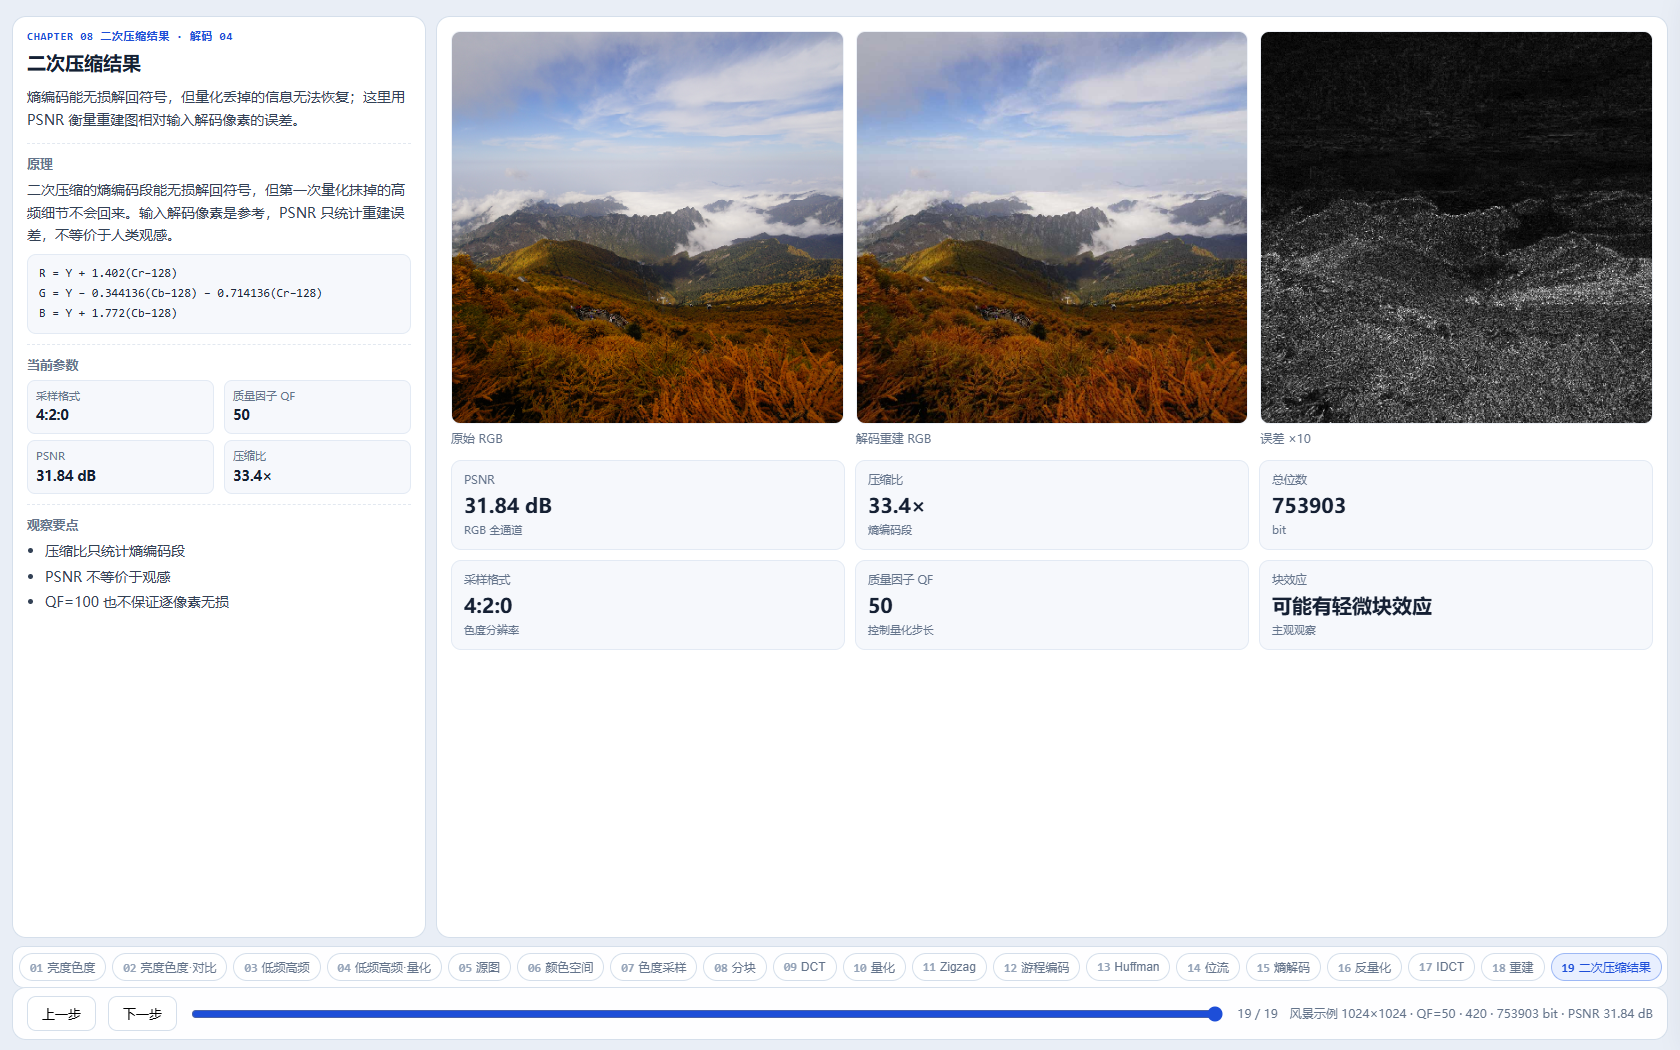 CHAPTER 08 二次压缩结果 · 解码 04
二次压缩结果
熵编码能无损解回符号，但量化丢掉的信息无法恢复；这里用
PSNR 衡量重建图相对输入解码像素的误差。
原理
二次压缩的熵编码段能无损解回符号，但第一次量化抹掉的高
频细节不会回来。输入解码像素是参考，PSNR 只统计重建误
差，不等价于人类观感。
R = Y + 1.402(Cr−128)
G = Y − 0.344136(Cb−128) − 0.714136(Cr−128)
B = Y + 1.772(Cb−128)
当前参数
采样格式
4:2:0
质量因子 QF
50
PSNR
31.84 dB
压缩比
33.4×
观察要点
• 压缩比只统计熵编码段
• PSNR 不等价于观感
• QF=100 也不保证逐像素无损
原始 RGB
解码重建 RGB
误差 ×10
PSNR
31.84 dB
RGB 全通道
压缩比
33.4×
熵编码段
总位数
753903
bit
采样格式
4:2:0
色度分辨率
质量因子 QF
50
控制量化步长
块效应
可能有轻微块效应
主观观察
01 亮度色度
02 亮度色度·对比
03 低频高频
04 低频高频·量化
05 源图
06 颜色空间
07 色度采样
08 分块
09 DCT
10 量化
11 Zigzag
12 游程编码
13 Huffman
14 位流
15 熵解码
16 反量化
17 IDCT
18 重建
19 二次压缩结果
上一步
下一步
19 / 19
风景示例 1024×1024 · QF=50 · 420 · 753903 bit · PSNR 31.84 dB